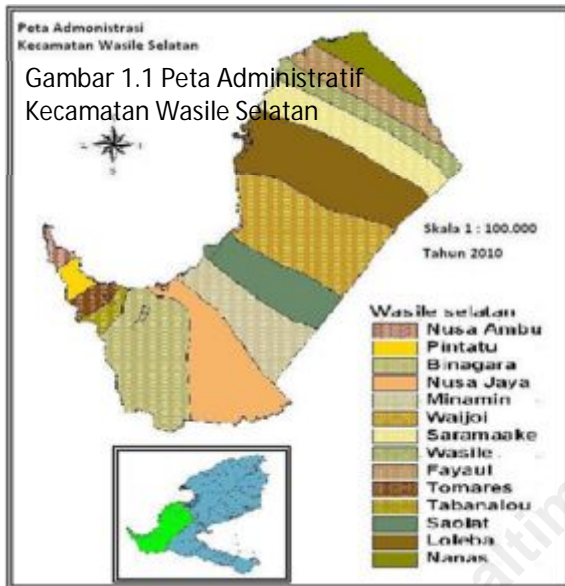 Peta Admonistrasi
Kecamatan Wasile Selatan
Gambar 1.1 Peta Administratif
Kecamatan Wasile Selatan
Skala 1 : 100.000
Tahun 2010
Wasile selatan
Nusa Ambu
Pintatu
Binagara
Nusa Jaya
Minamin
Waijoi
Saramaake
Wasile
Fayaul
Tomares
Tabanalou
Saolat
Loleba
Nanas